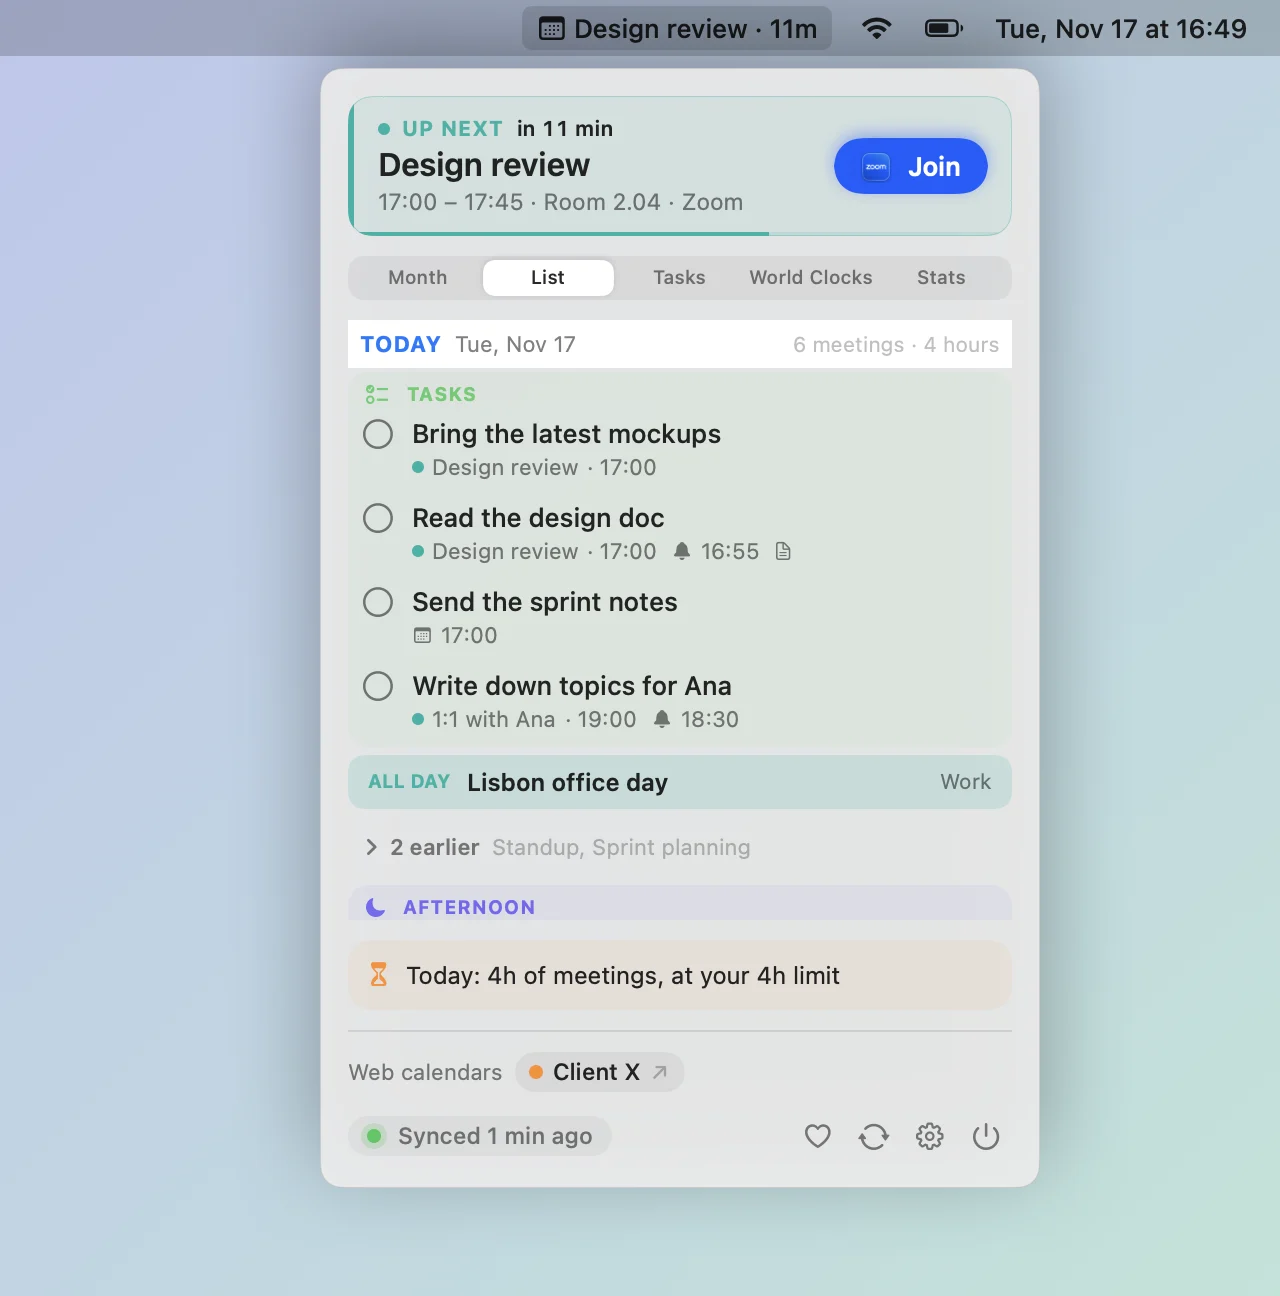 Design review · 11m
Tue, Nov 17 at 16:49
UP NEXT in 11 min
Design review
17:00 – 17:45 · Room 2.04 · Zoom
zoom Join
Month List Tasks World Clocks Stats
TODAY Tue, Nov 17 6 meetings · 4 hours
TASKS
Bring the latest mockups
Design review · 17:00
Read the design doc
Design review · 17:00 16:55
Send the sprint notes
17:00
Write down topics for Ana
1:1 with Ana · 19:00 18:30
ALL DAY Lisbon office day Work
2 earlier Standup, Sprint planning
AFTERNOON
Today: 4h of meetings, at your 4h limit
Web calendars Client X
Synced 1 min ago